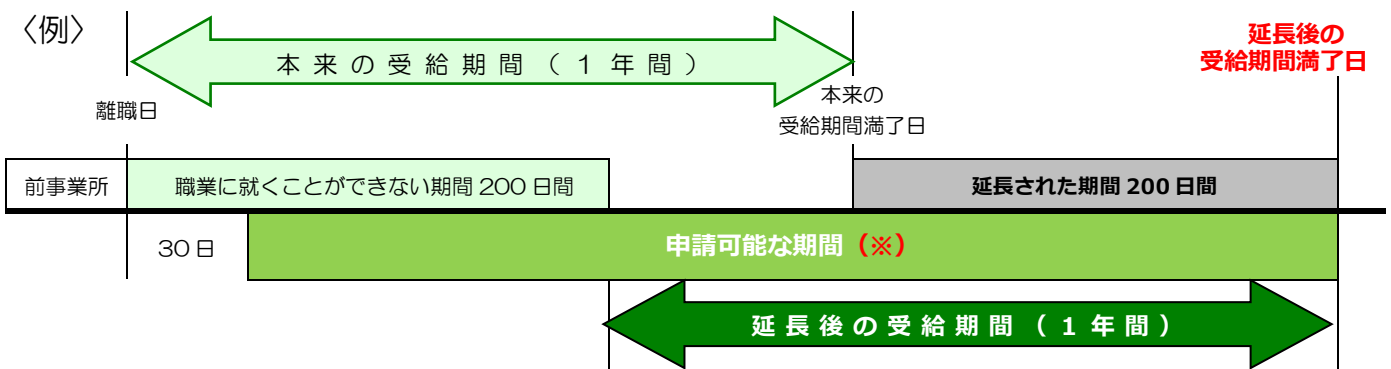 〈例〉
本来の受給期間（１年間）
延長後の
受給期間満了日
離職日
本来の
受給期間満了日
前事業所
職業に就くことができない期間 200 日間
延長された期間 200 日間
30 日
申請可能な期間（※）
延長後の受給期間（１年間）